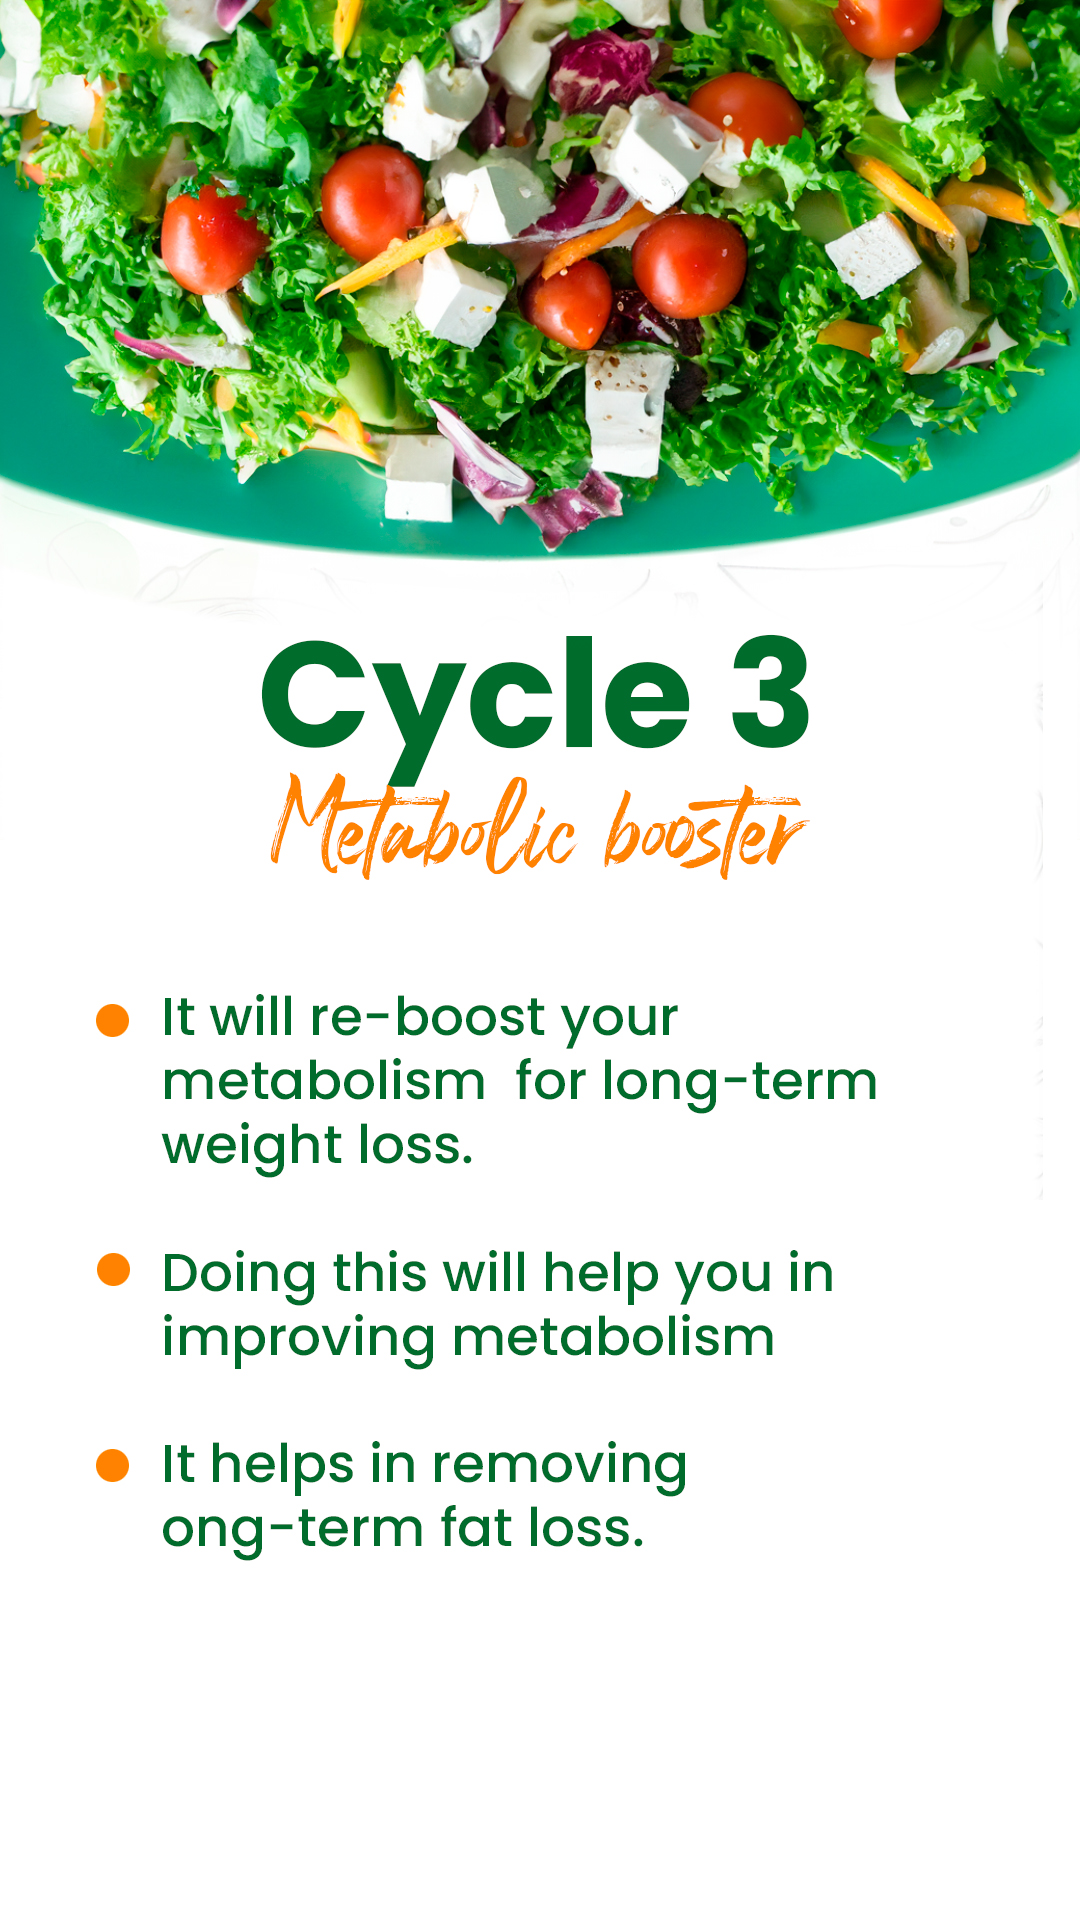 Cycle 3
Metabolic booster
It will re-boost your
metabolism  for long-term
weight loss.
Doing this will help you in
improving metabolism
It helps in removing
ong-term fat loss.